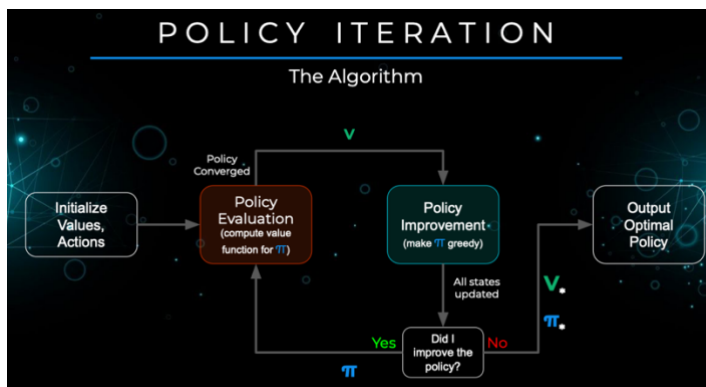 POLICY ITERATION
The Algorithm
V
Policy
Converged
Initialize
Values,
Actions
Policy
Evaluation
(compute value
function for π)
Policy
Improvement
(make π greedy)
Output
Optimal
Policy
All states
updated
V*
π*
Yes
Did I
improve the
policy?
No
π